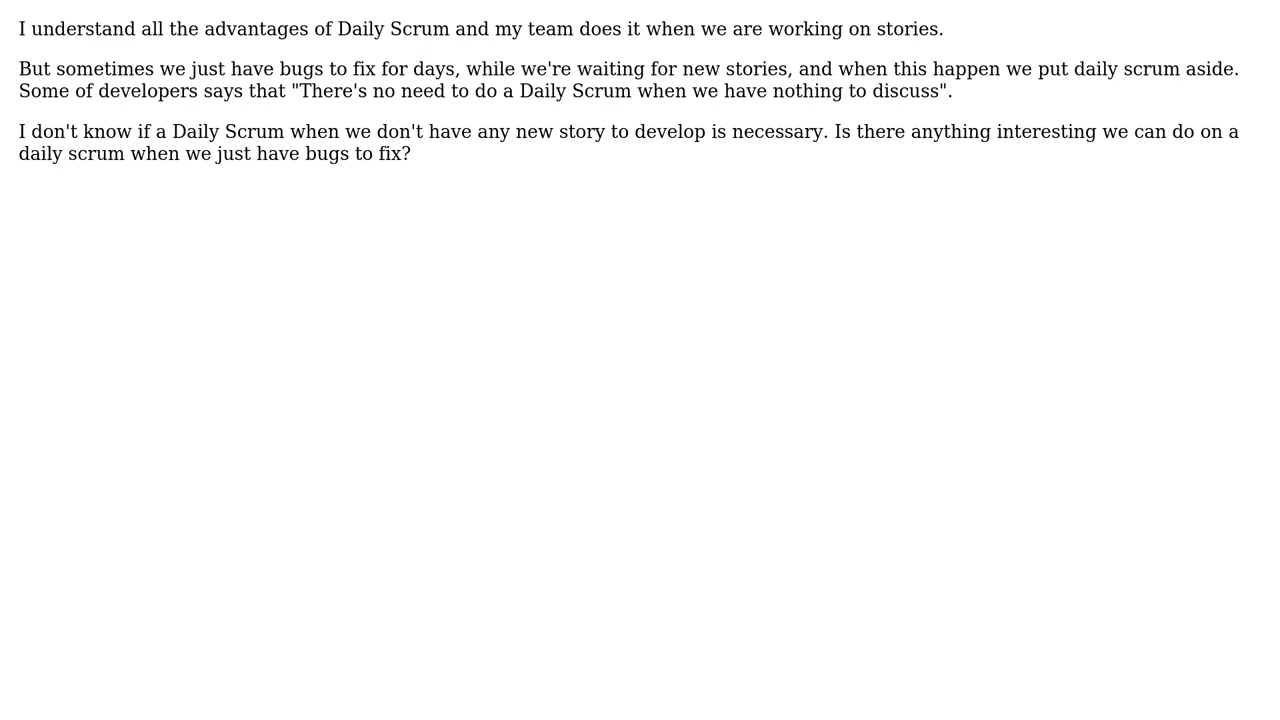 I understand all the advantages of Daily Scrum and my team does it when we are working on stories.
But sometimes we just have bugs to fix for days, while we're waiting for new stories, and when this happen we put daily scrum aside.
Some of developers says that "There's no need to do a Daily Scrum when we have nothing to discuss".
I don't know if a Daily Scrum when we don't have any new story to develop is necessary. Is there anything interesting we can do on a
daily scrum when we just have bugs to fix?